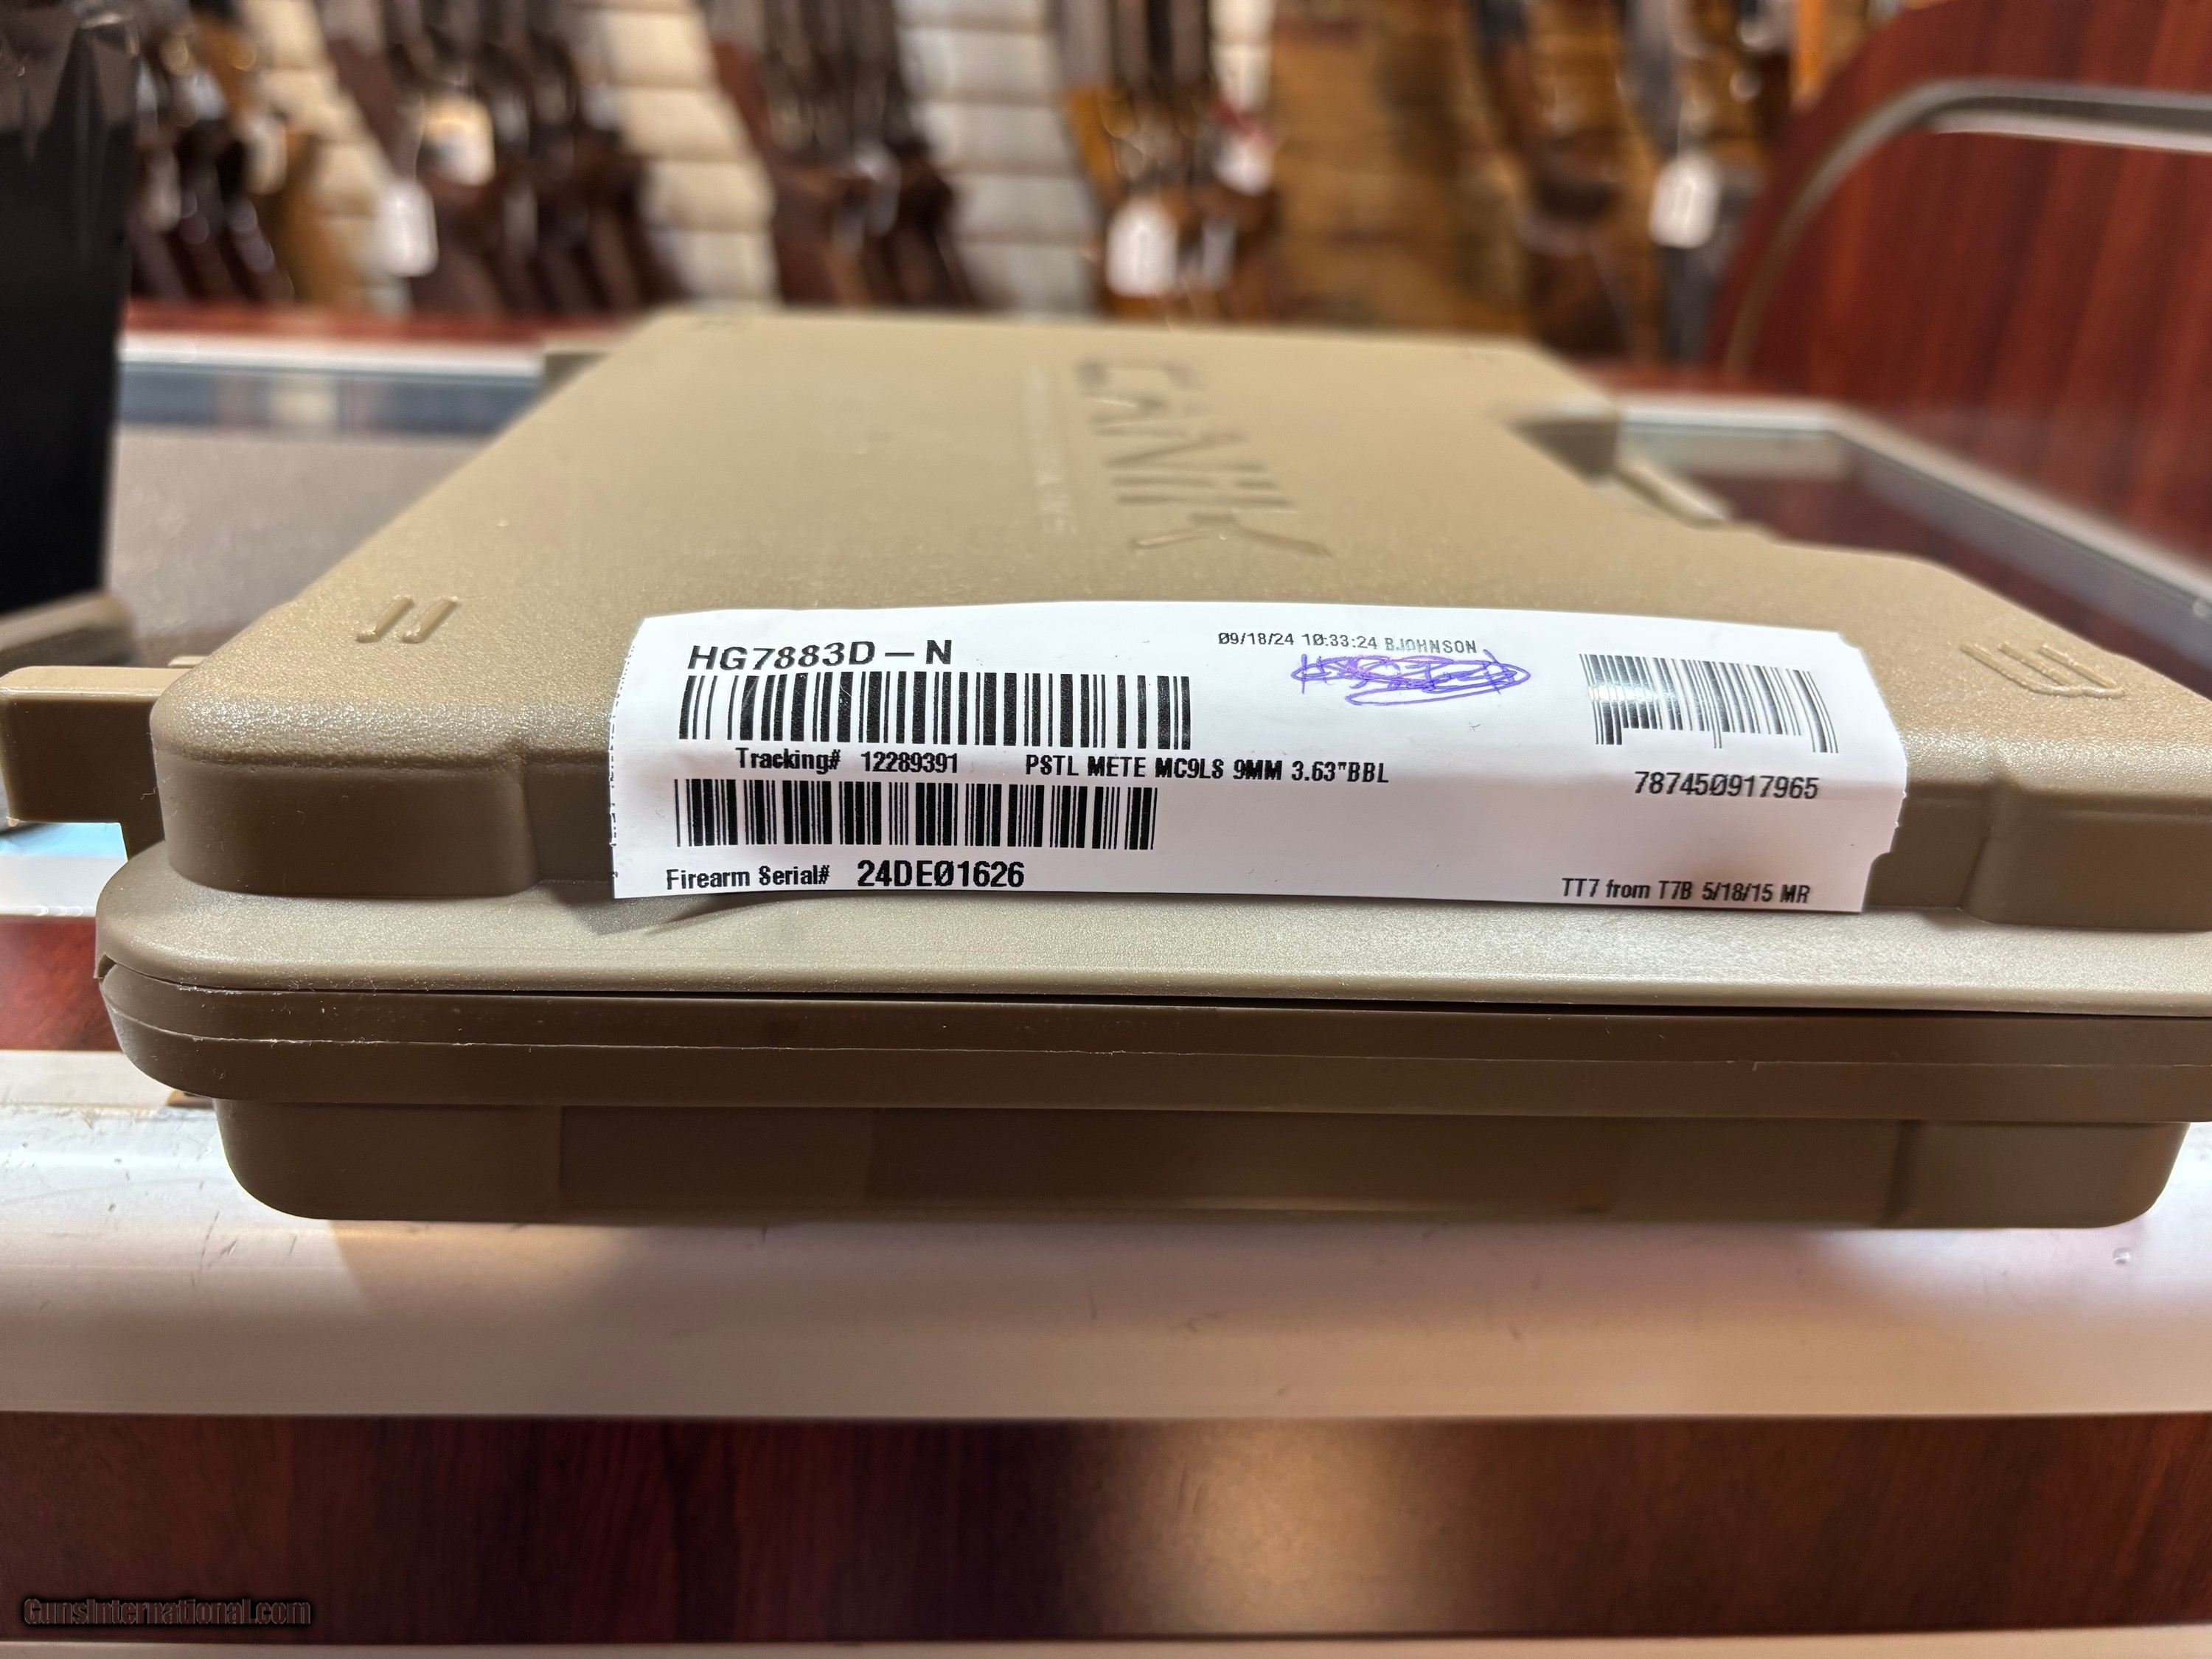 CANIK
HG7883D-N
09/18/24 10:33:24 BJOHNSON
Tracking# 12289391 PSTL METE MC9LS 9MM 3.63"BBL
787450917965
Firearm Serial# 24DE01626
TT7 from T7B 5/18/15 MR
GunsInternational.com